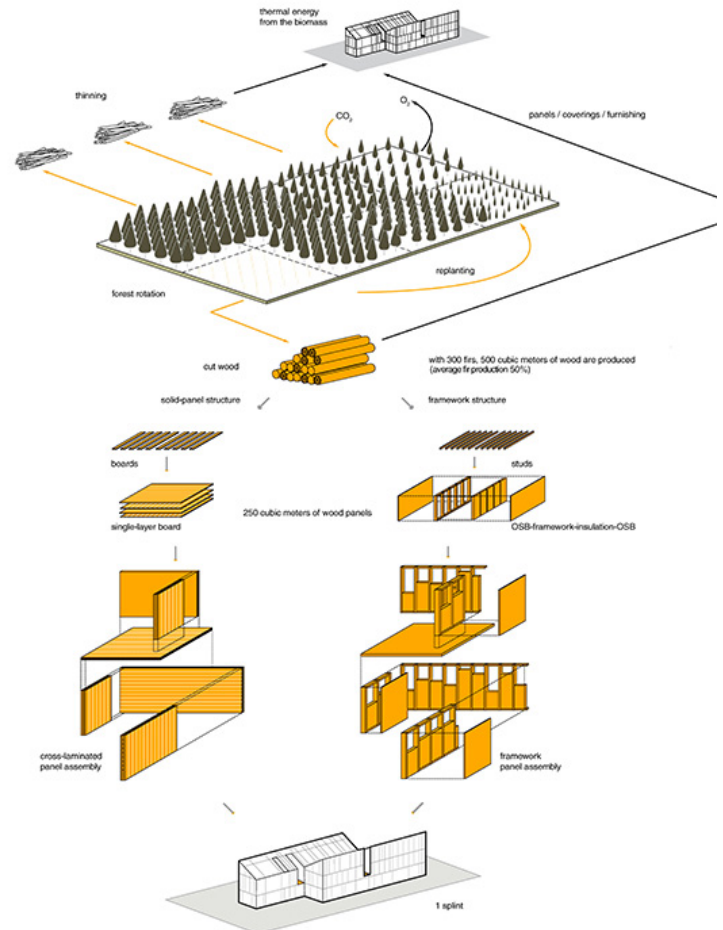 thermal energy
from the biomass
thinning
CO₂
O₂
panels / coverings / furnishing
replanting
forest rotation
cut wood
with 300 firs, 500 cubic meters of wood are produced
(average fir production 50%)
solid-panel structure
framework structure
boards
studs
single-layer board
250 cubic meters of wood panels
OSB-framework-insulation-OSB
cross-laminated
panel assembly
framework
panel assembly
1 splint